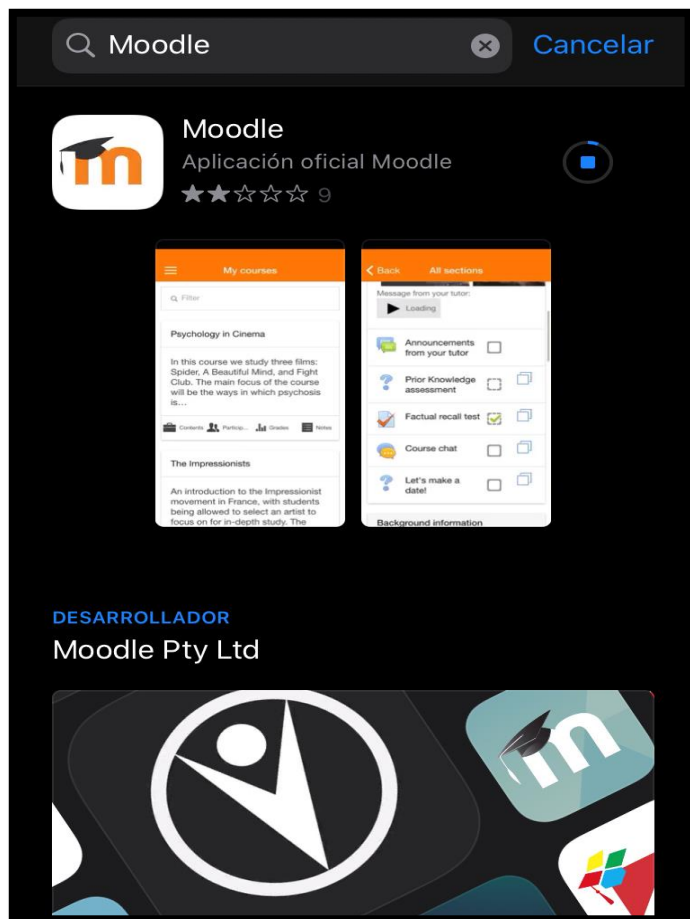 Moodle
Cancelar
Moodle
Aplicación oficial Moodle
9
My courses
Filter
Psychology in Cinema
In this course we study three films:
Spider, A Beautiful Mind, and Fight
Club. The main focus of the course
will be the ways in which psychosis
is...
Contents Particip... Grades Notes
The Impressionists
An introduction to the Impressionist
movement in France, with students
being allowed to select an artist to
focus on for in-depth study. The
Back
All sections
Message from your tutor:
Loading
Announcements
from your tutor
Prior Knowledge
assessment
Factual recall test
Course chat
Let's make a
date!
Background information
DESARROLLADOR
Moodle Pty Ltd